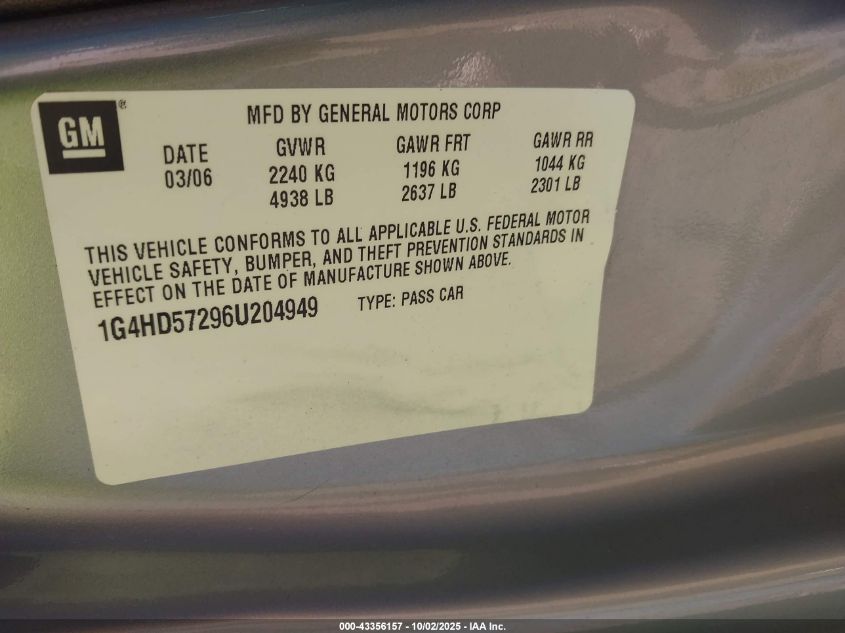 GM®
MFD BY GENERAL MOTORS CORP
DATE GVWR GAWR FRT GAWR RR
03/06 2240 KG 1196 KG 1044 KG
4938 LB 2637 LB 2301 LB
THIS VEHICLE CONFORMS TO ALL APPLICABLE U.S. FEDERAL MOTOR
VEHICLE SAFETY, BUMPER, AND THEFT PREVENTION STANDARDS IN
EFFECT ON THE DATE OF MANUFACTURE SHOWN ABOVE.
1G4HD57296U204949 TYPE: PASS CAR
000-43356157 - 10/02/2025 - IAA Inc.